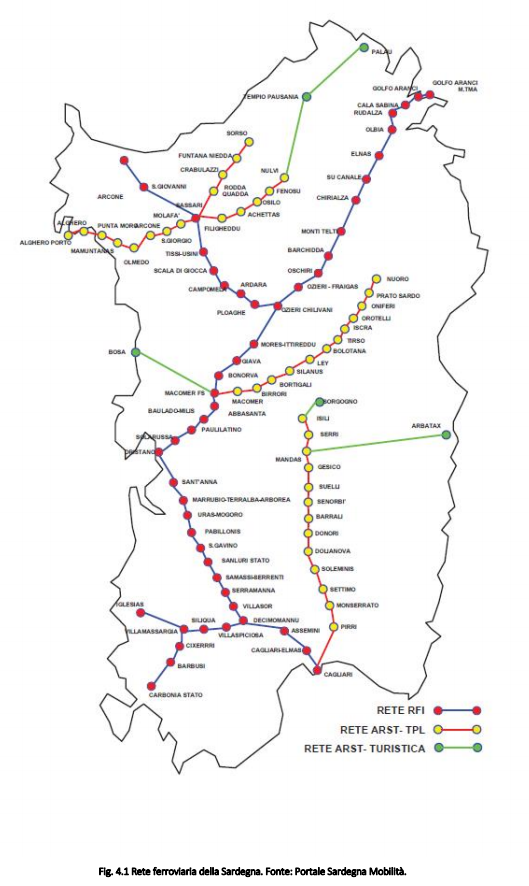 PALAU
GOLFO ARANCI
M.TMA
GOLFO ARANCI
TEMPIO PAUSANIA
CALA SABINA
RUDALZA
OLBIA
SORSO
FUNTANA NIEDDA
CRABULAZZI
NULVI
ELNAS
SU CANALE
S.GIOVANNI
ARCONE
RODDA
QUADDA
FENOSU
OSILO
CHIRIALZA
SASSARI
MOLAFA'
ACHETTAS
ALGHERO
PUNTA MORO
ARCONE
FILIGHEDDU
MONTI TELTI
ALGHERO PORTO
S.GIORGIO
MAMUNTANAS
TISSI-USINI
BARCHIDDA
OLMEDO
SCALA DI GIOCCA
OSCHIRI
ARDARA
CAMPOMELA
OZIERI - FRAIGAS
NUORO
PRATO SARDO
PLOAGHE
OZIERI CHILIVANI
ONIFERI
OROTELLI
ISCRA
MORES-ITTIREDDU
TIRSO
BOSA
BOLOTANA
GIAVA
LEY
BONORVA
SILANUS
BORTIGALI
MACOMER FS
BIRRORI
MACOMER
BORGOGNO
BAULADO-MILIS
ABBASANTA
ISILI
ARBATAX
PAULILATINO
SOLARUSSA
SERRI
ORISTANO
MANDAS
GESICO
SANT'ANNA
SUELLI
MARRUBIO-TERRALBA-ARBOREA
SENORBI'
URAS-MOGORO
BARRALI
PABILLONIS
DONORI
S.GAVINO
DOLIANOVA
SANLURI STATO
SOLEMINIS
SAMASSI-SERRENTI
SERRAMANNA
SETTIMO
IGLESIAS
VILLASOR
MONSERRATO
SILIQUA
DECIMOMANNU
PIRRI
VILLAMASSARGIA
VILLASPICIOSA
ASSEMINI
CIXERRRI
CAGLIARI-ELMAS
BARBUSI
CAGLIARI
CARBONIA STATO
RETE RFI
RETE ARST- TPL
RETE ARST- TURISTICA
Fig. 4.1 Rete ferroviaria della Sardegna. Fonte: Portale Sardegna Mobilità.